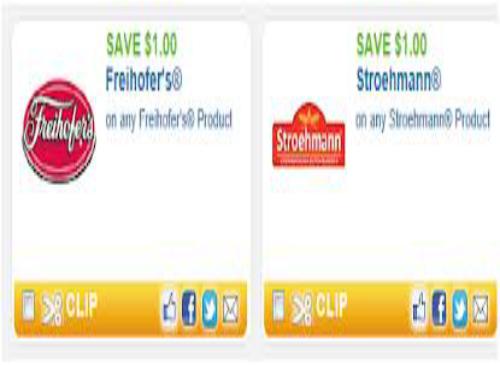 SAVE $1.00
Freihofer's®
on any Freihofer's® Product
Freihofer's
CLIP
SAVE $1.00
Stroehmann®
on any Stroehmann® Product
Stroehmann
CLIP